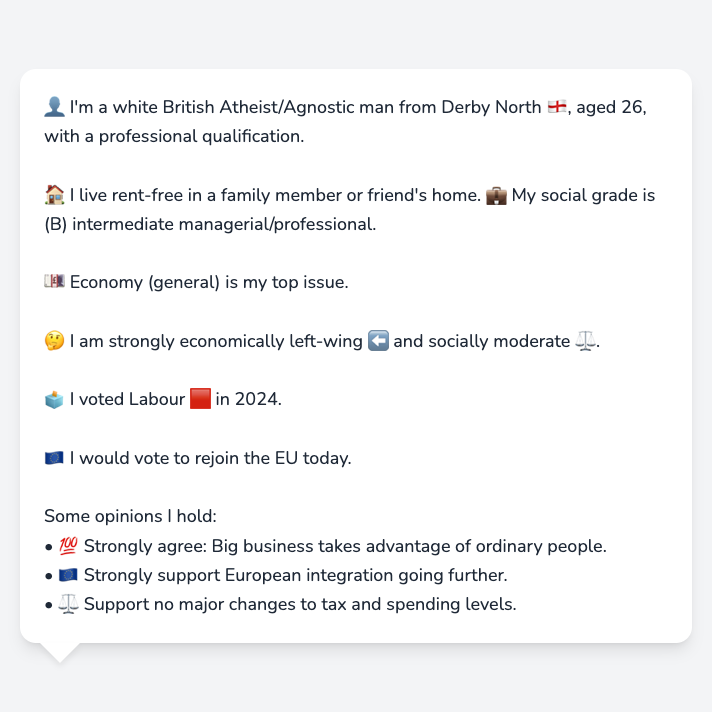 👤 I'm a white British Atheist/Agnostic man from Derby North 🏴󠁧󠁢󠁥󠁮󠁧󠁿, aged 26,
with a professional qualification.
🏠 I live rent-free in a family member or friend's home. 💼 My social grade is
(B) intermediate managerial/professional.
💷 Economy (general) is my top issue.
🤔 I am strongly economically left-wing ⬅️ and socially moderate ⚖️.
🗳️ I voted Labour 🟥 in 2024.
🇪🇺 I would vote to rejoin the EU today.
Some opinions I hold:
• 💯 Strongly agree: Big business takes advantage of ordinary people.
• 🇪🇺 Strongly support European integration going further.
• ⚖️ Support no major changes to tax and spending levels.